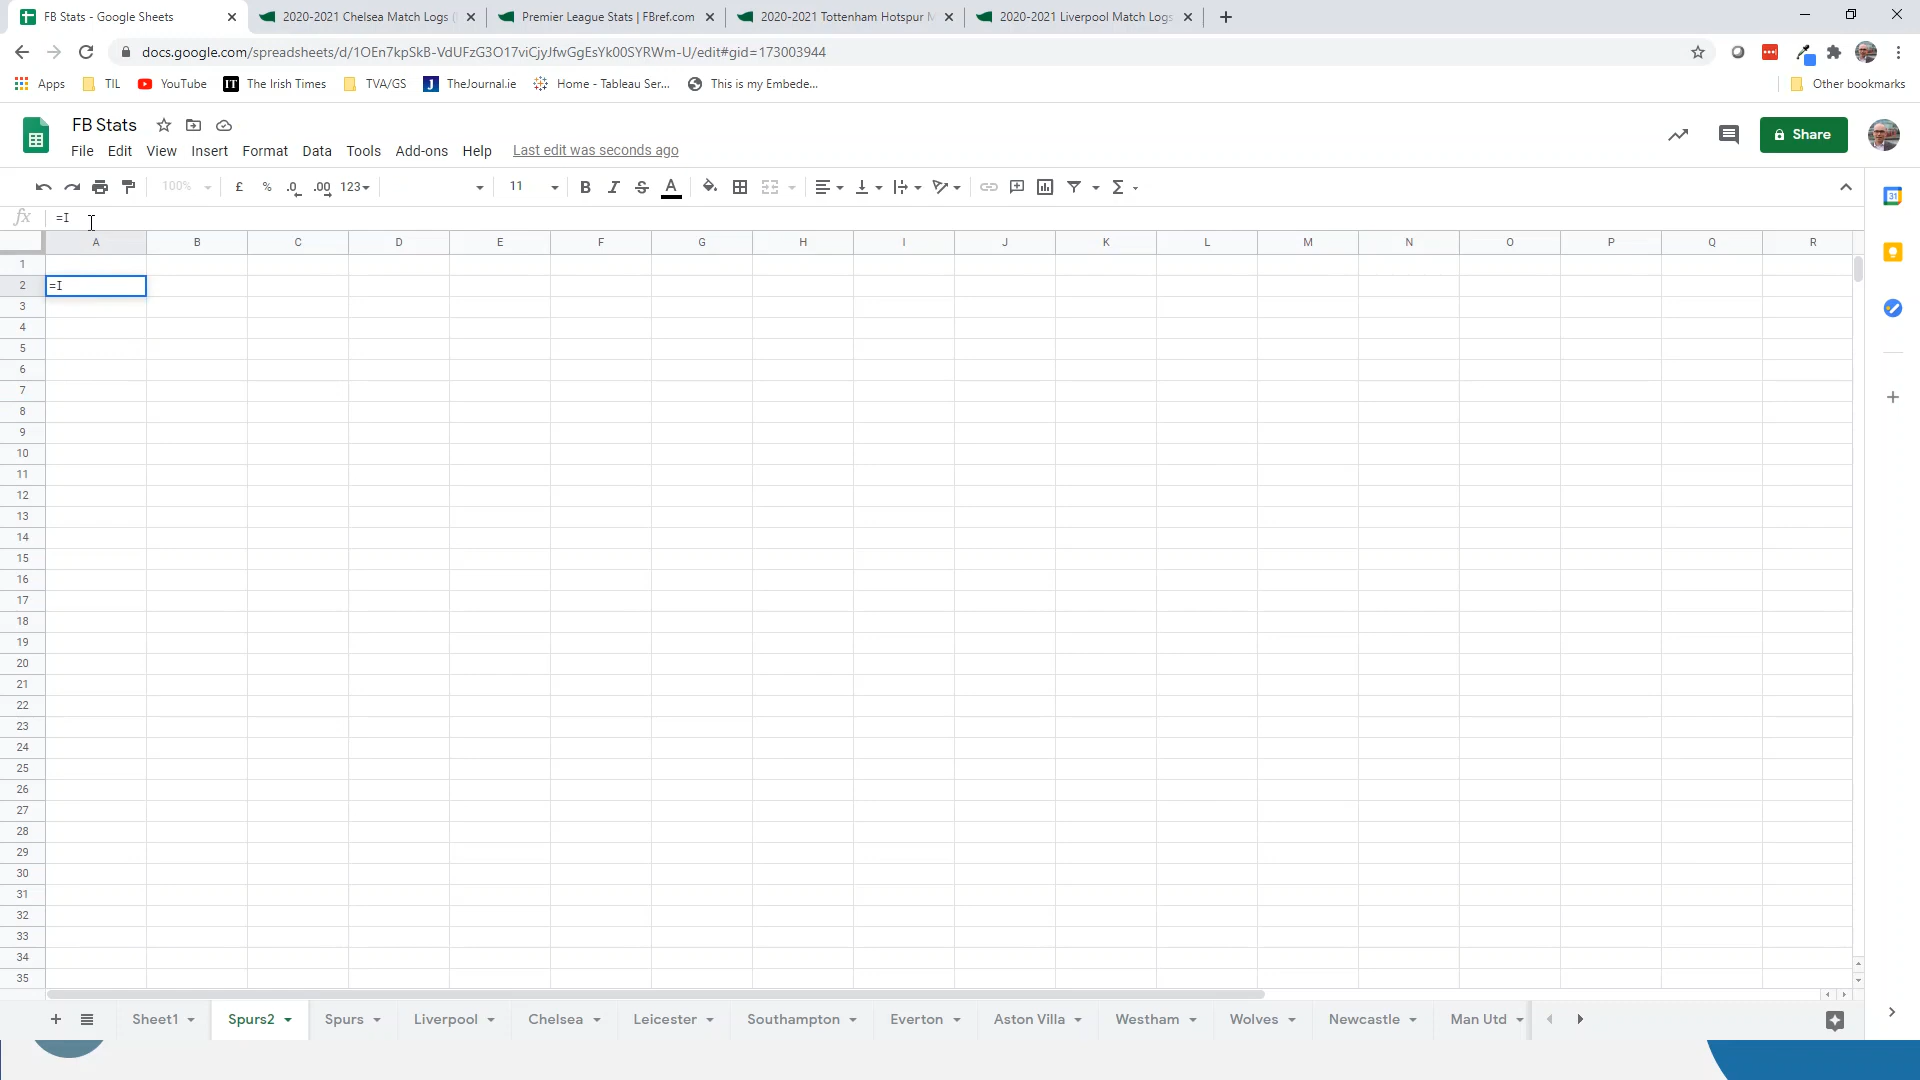 FB Stats - Google Sheets
2020-2021 Chelsea Match Logs (
Premier League Stats | FBref.com
2020-2021 Tottenham Hotspur M
2020-2021 Liverpool Match Logs
docs.google.com/spreadsheets/d/1OEn7kpSkB-VdUFzG3O17viCjyJfwGgEsYk00SYRWm-U/edit#gid=173003944
Apps TIL YouTube The Irish Times TVA/GS TheJournal.ie Home - Tableau Ser... This is my Embede... Other bookmarks
FB Stats
File Edit View Insert Format Data Tools Add-ons Help Last edit was seconds ago
Share
100% £ % .0 .00 123 11 B I S A Σ
fx =I
A B C D E F G H I J K L M N O P Q R
1
2 =I
3
4
5
6
7
8
9
10
11
12
13
14
15
16
17
18
19
20
21
22
23
24
25
26
27
28
29
30
31
32
33
34
35
Sheet1 Spurs2 Spurs Liverpool Chelsea Leicester Southampton Everton Aston Villa Westham Wolves Newcastle Man Utd